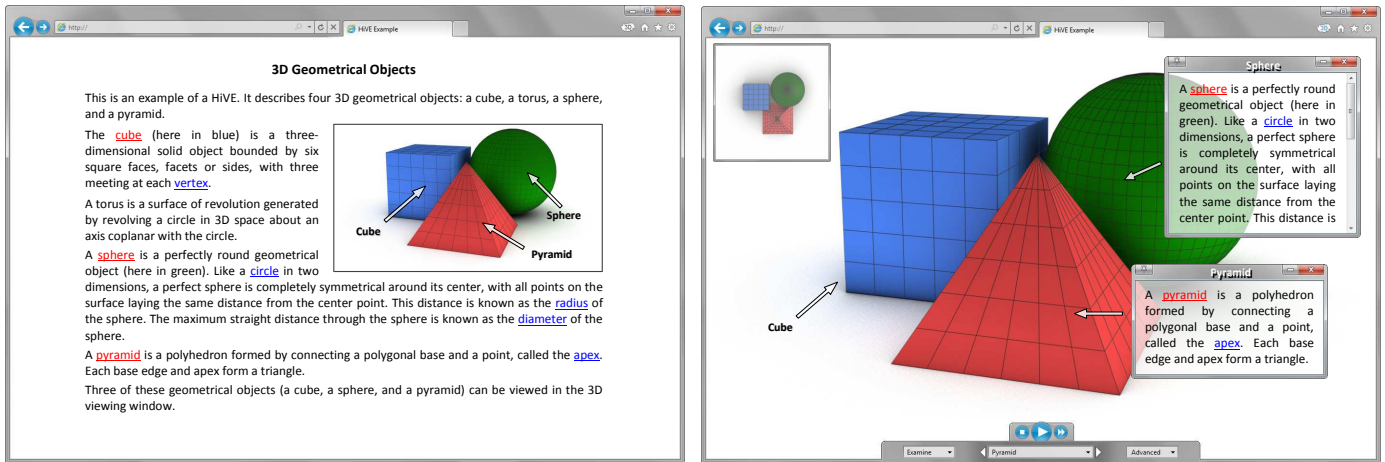 http://
HiVE Example
3D Geometrical Objects
This is an example of a HiVE. It describes four 3D geometrical objects: a cube, a torus, a sphere,
and a pyramid.
The cube (here in blue) is a three-
dimensional solid object bounded by six
square faces, facets or sides, with three
meeting at each vertex.
A torus is a surface of revolution generated
by revolving a circle in 3D space about an
axis coplanar with the circle.
A sphere is a perfectly round geometrical
object (here in green). Like a circle in two
dimensions, a perfect sphere is completely symmetrical around its center, with all points on the
surface laying the same distance from the center point. This distance is known as the radius of
the sphere. The maximum straight distance through the sphere is known as the diameter of the
sphere.
A pyramid is a polyhedron formed by connecting a polygonal base and a point, called the apex.
Each base edge and apex form a triangle.
Three of these geometrical objects (a cube, a sphere, and a pyramid) can be viewed in the 3D
viewing window.
Cube
Sphere
Pyramid
3D
http://
HiVE Example
3D
Sphere
A sphere is a perfectly round
geometrical object (here in
green). Like a circle in two
dimensions, a perfect sphere
is completely symmetrical
around its center, with all
points on the surface laying
the same distance from the
center point. This distance is
Pyramid
A pyramid is a polyhedron
formed by connecting a
polygonal base and a point,
called the apex. Each base
edge and apex form a triangle.
Cube
Examine
Pyramid
Advanced